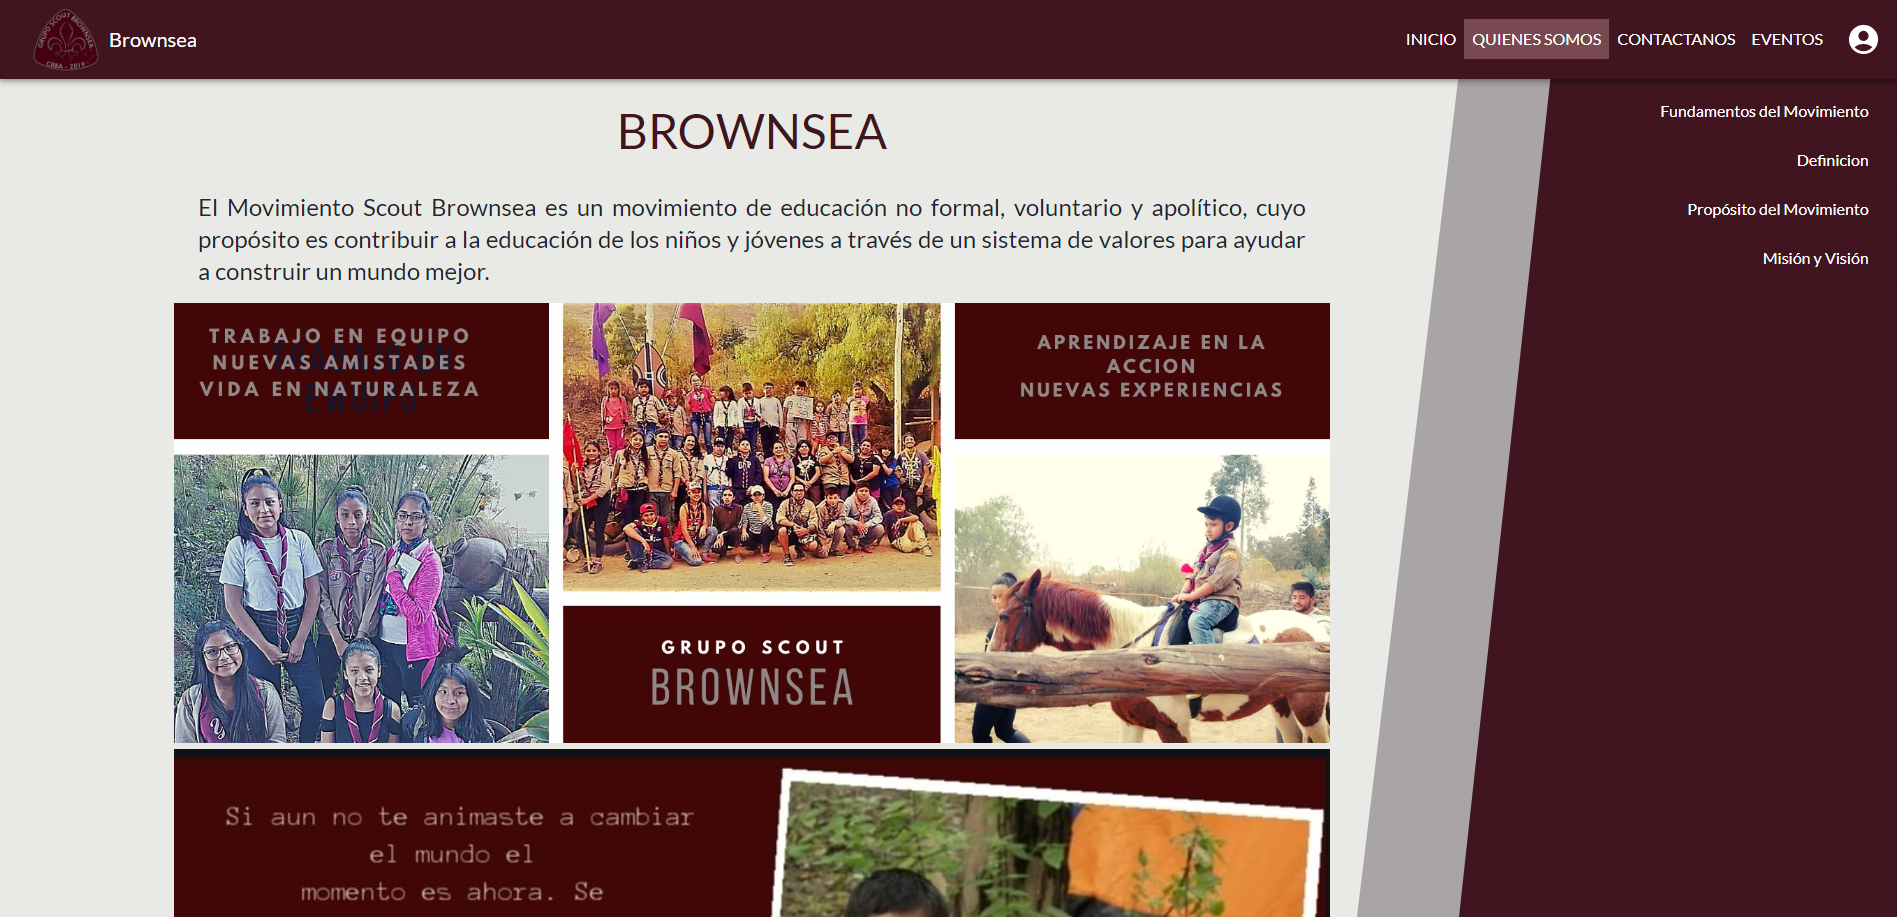 GRUPO SCOUT BROWNSEA
CBBA - 2019
Brownsea
INICIO
QUIENES SOMOS
CONTACTANOS
EVENTOS
Fundamentos del Movimiento
Definicion
Propósito del Movimiento
Misión y Visión
BROWNSEA
El Movimiento Scout Brownsea es un movimiento de educación no formal, voluntario y apolítico, cuyo
propósito es contribuir a la educación de los niños y jóvenes a través de un sistema de valores para ayudar
a construir un mundo mejor.
TRABAJO EN EQUIPO
NUEVAS AMISTADES
VIDA EN NATURALEZA
APRENDIZAJE EN LA
ACCION
NUEVAS EXPERIENCIAS
GRUPO SCOUT
BROWNSEA
Si aun no te animaste a cambiar
el mundo el
momento es ahora. Se